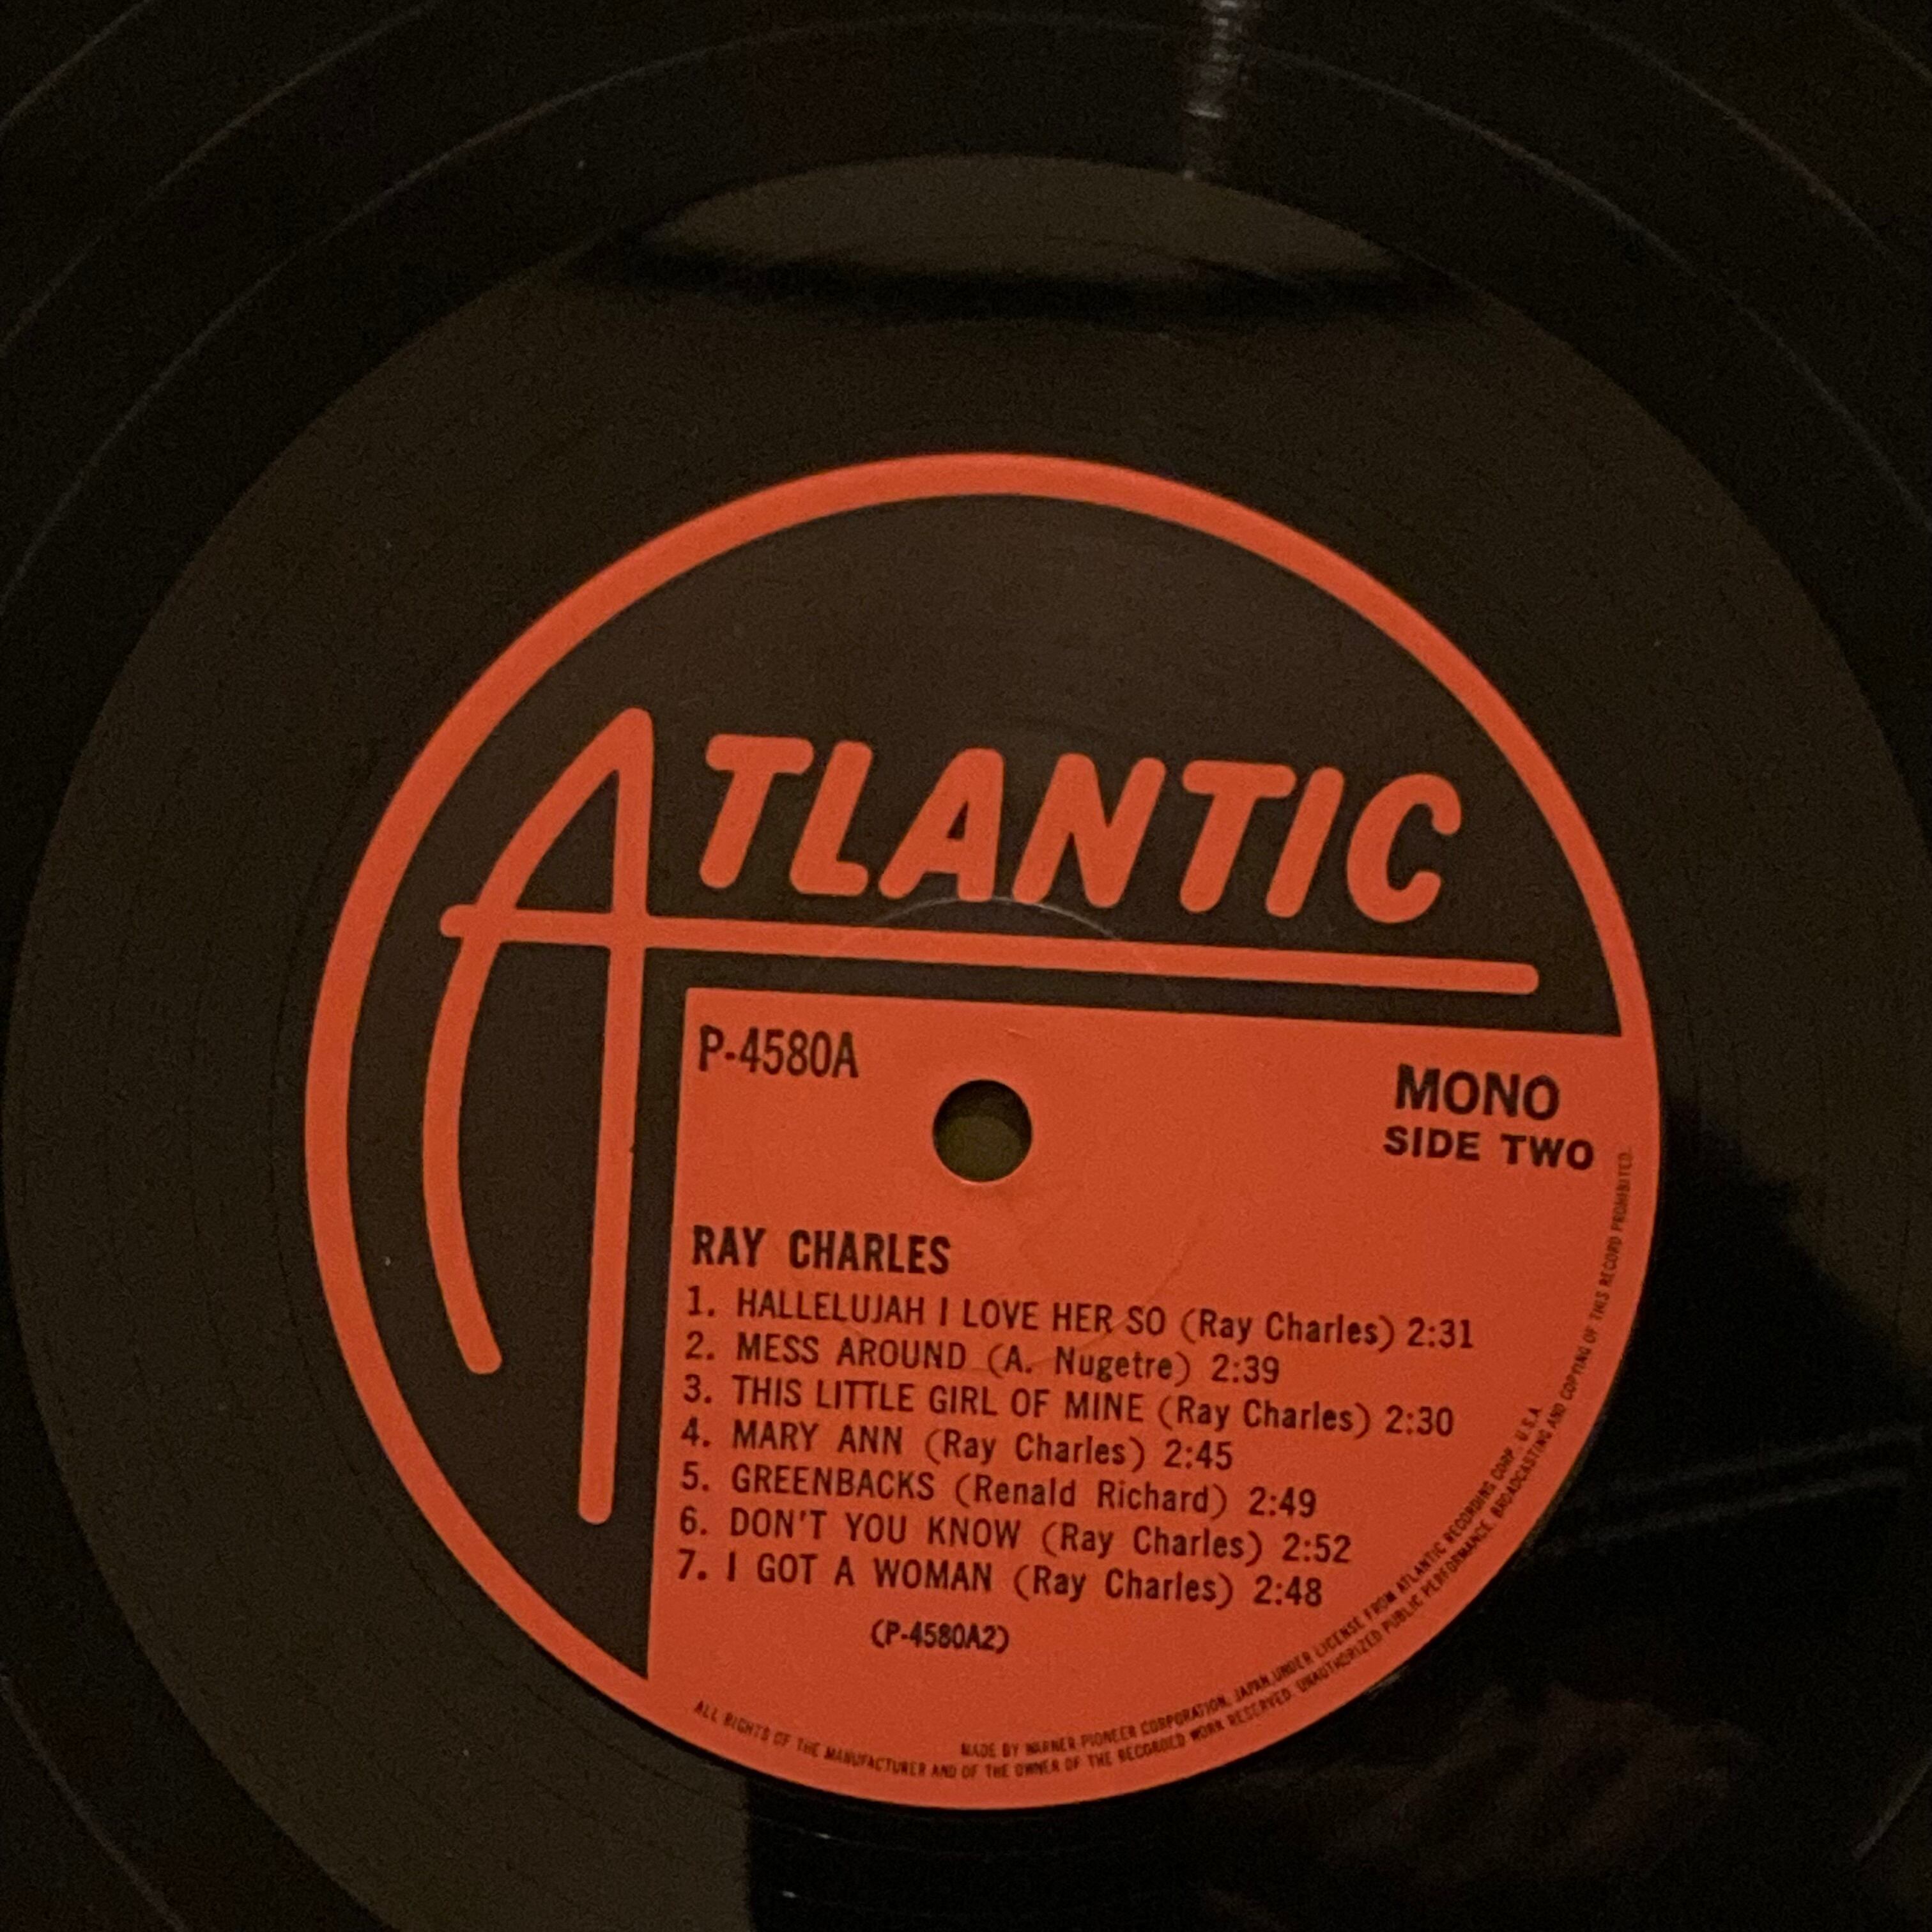 ATLANTIC
P-4580A
MONO
SIDE TWO
RAY CHARLES
1. HALLELUJAH I LOVE HER SO (Ray Charles) 2:31
2. MESS AROUND (A. Nugetre) 2:39
3. THIS LITTLE GIRL OF MINE (Ray Charles) 2:30
4. MARY ANN (Ray Charles) 2:45
5. GREENBACKS (Renald Richard) 2:49
6. DON'T YOU KNOW (Ray Charles) 2:52
7. I GOT A WOMAN (Ray Charles) 2:48
(P-4580A2)
MADE BY WARNER-PIONEER CORPORATION, JAPAN, UNDER LICENSE FROM ATLANTIC RECORDING CORP., U.S.A.
ALL RIGHTS OF THE MANUFACTURER AND OF THE OWNER OF THE RECORDED WORK RESERVED. UNAUTHORIZED PUBLIC PERFORMANCE, BROADCASTING AND COPYING OF THIS RECORD PROHIBITED.